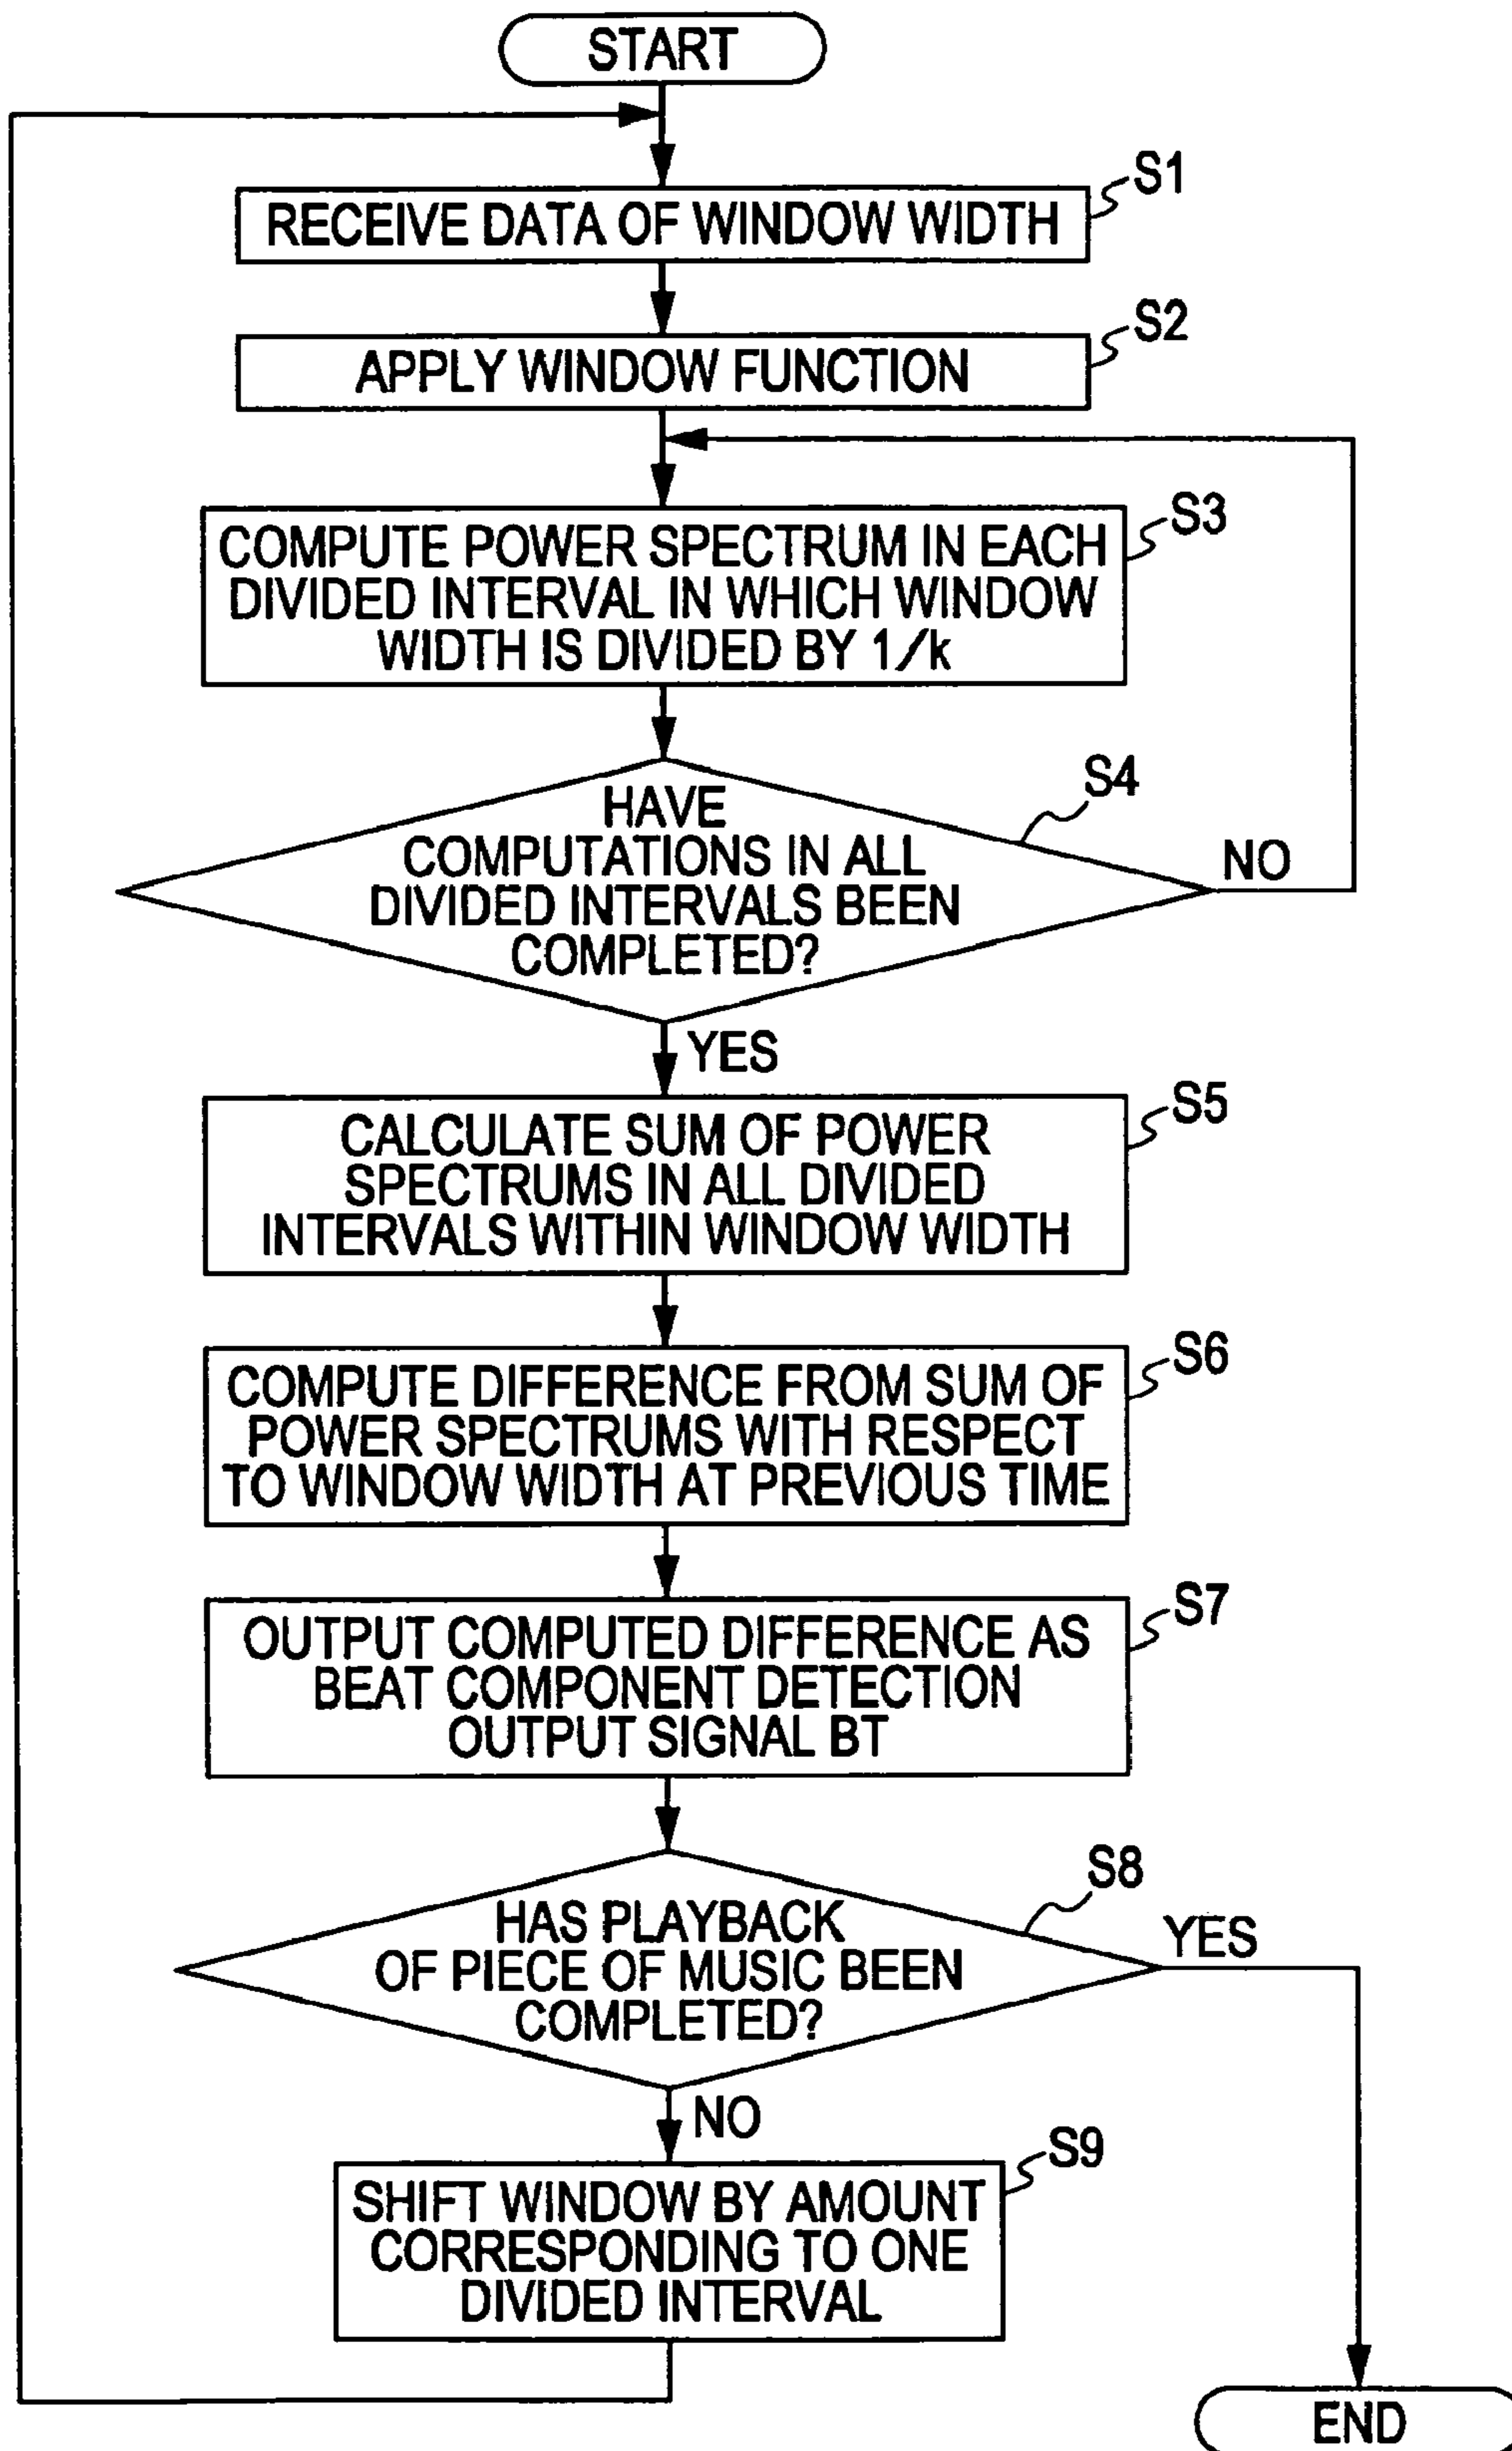 START
S1
RECEIVE DATA OF WINDOW WIDTH
S2
APPLY WINDOW FUNCTION
S3
COMPUTE POWER SPECTRUM IN EACH
DIVIDED INTERVAL IN WHICH WINDOW
WIDTH IS DIVIDED BY 1/k
S4
HAVE
COMPUTATIONS IN ALL
DIVIDED INTERVALS BEEN
COMPLETED?
NO
YES
S5
CALCULATE SUM OF POWER
SPECTRUMS IN ALL DIVIDED
INTERVALS WITHIN WINDOW WIDTH
S6
COMPUTE DIFFERENCE FROM SUM OF
POWER SPECTRUMS WITH RESPECT
TO WINDOW WIDTH AT PREVIOUS TIME
S7
OUTPUT COMPUTED DIFFERENCE AS
BEAT COMPONENT DETECTION
OUTPUT SIGNAL BT
S8
HAS PLAYBACK
OF PIECE OF MUSIC BEEN
COMPLETED?
YES
NO
S9
SHIFT WINDOW BY AMOUNT
CORRESPONDING TO ONE
DIVIDED INTERVAL
END